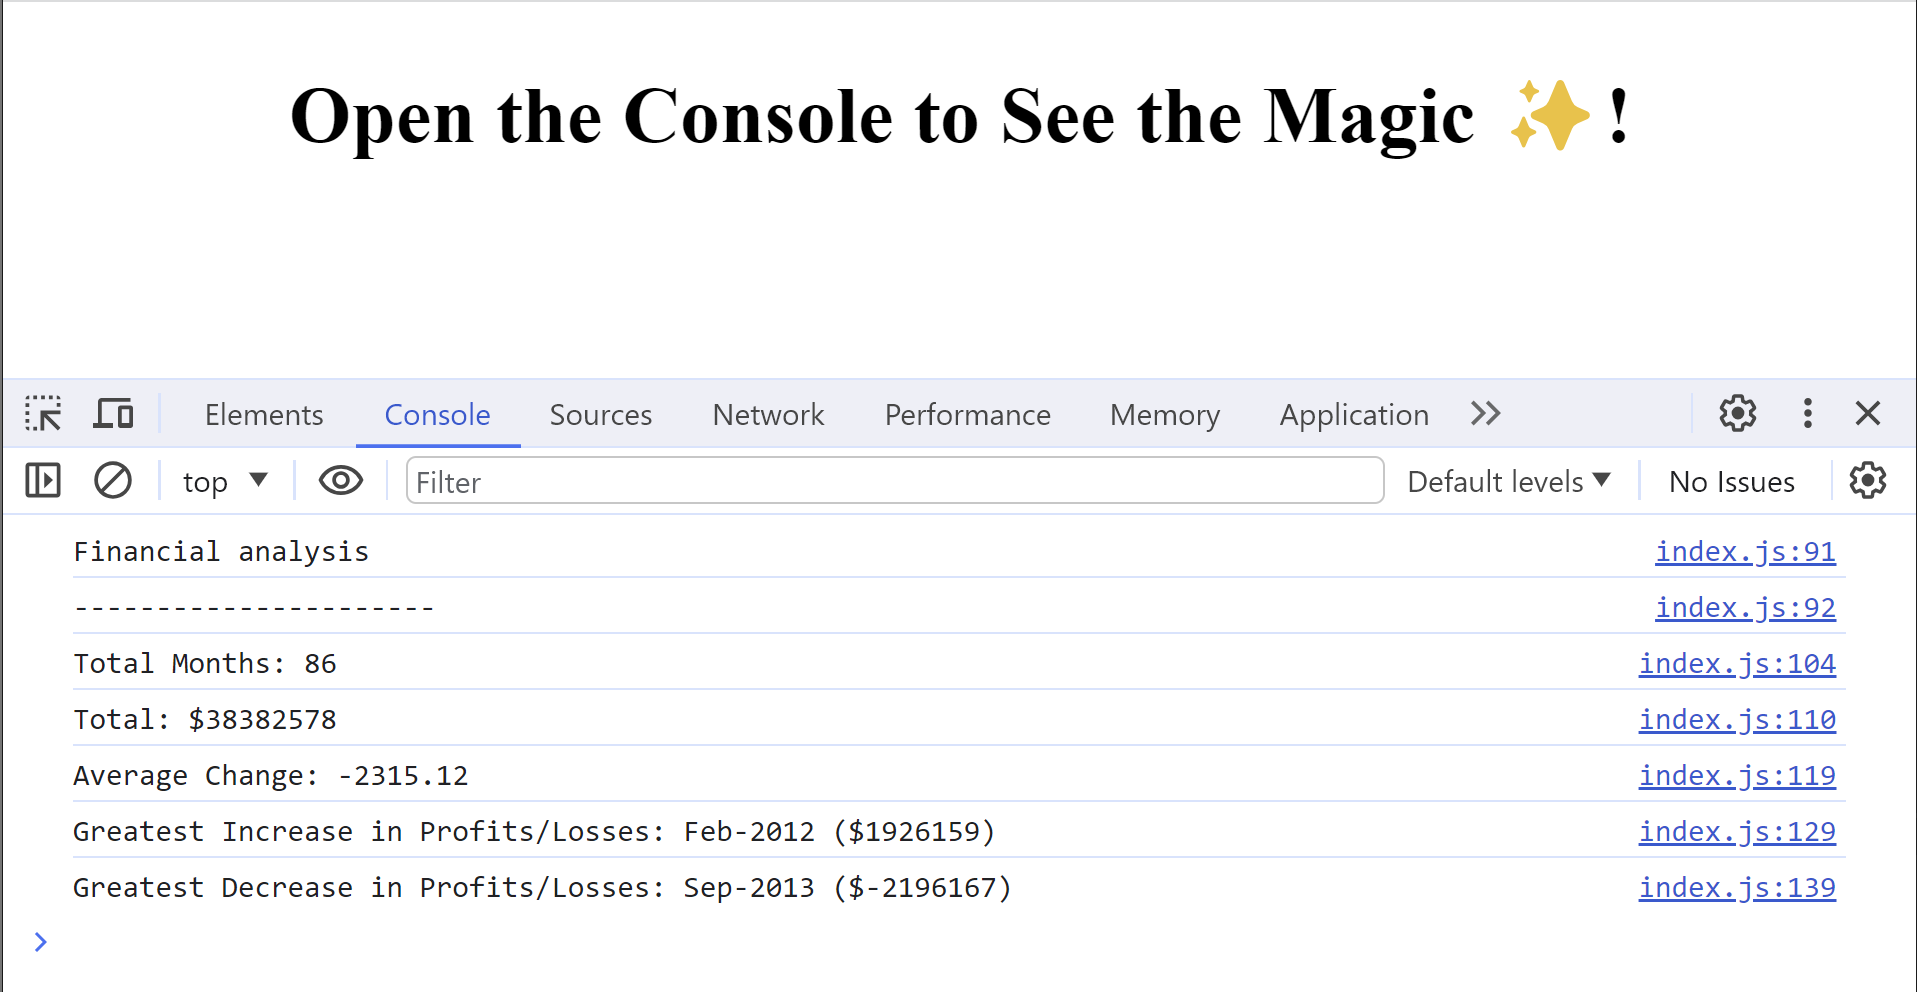 Open the Console to See the Magic ✨!
Elements Console Sources Network Performance Memory Application
top Filter Default levels No Issues
Financial analysis index.js:91
---------------------- index.js:92
Total Months: 86 index.js:104
Total: $38382578 index.js:110
Average Change: -2315.12 index.js:119
Greatest Increase in Profits/Losses: Feb-2012 ($1926159) index.js:129
Greatest Decrease in Profits/Losses: Sep-2013 ($-2196167) index.js:139